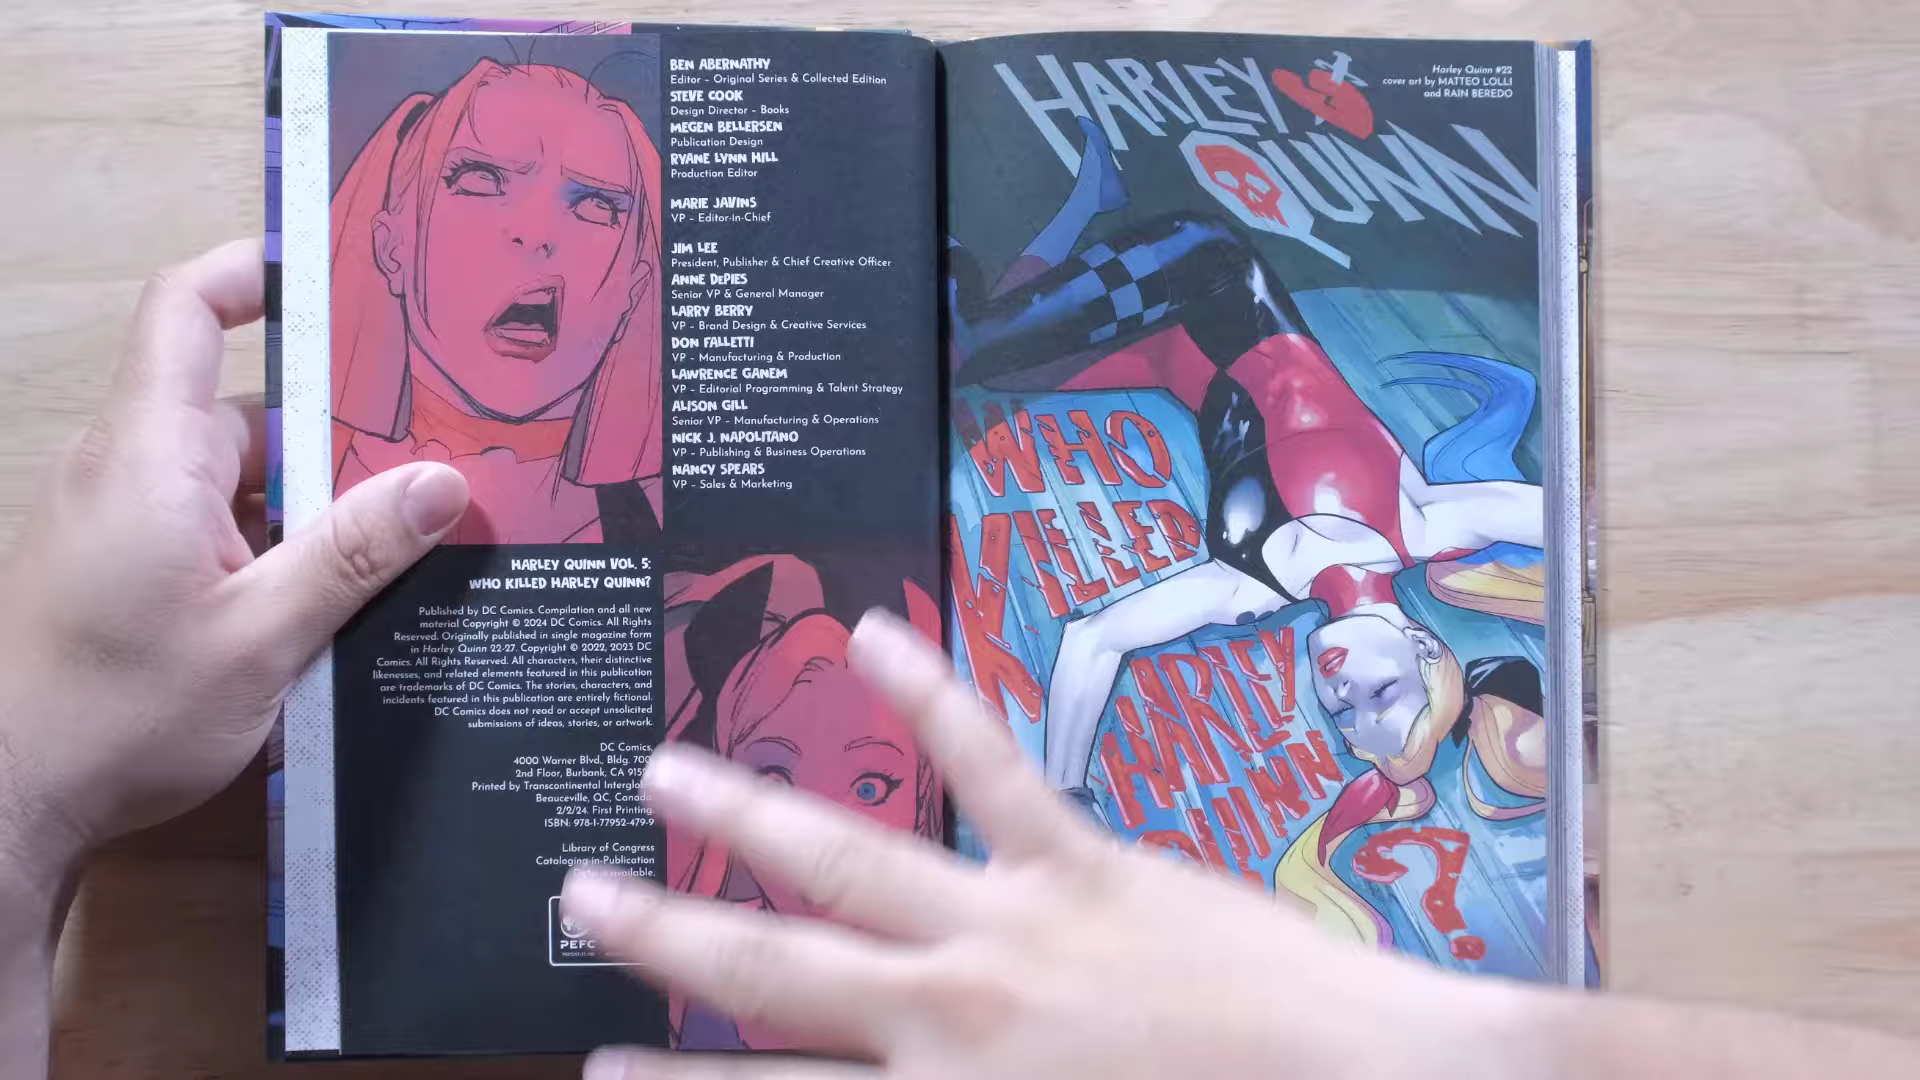 BEN ABERNATHY
Editor – Original Series & Collected Edition
STEVE COOK
Design Director – Books
MEGEN BELLERSEN
Publication Design
RYANE LYNN HILL
Production Editor
MARIE JAVINS
VP – Editor-in-Chief
JIM LEE
President, Publisher & Chief Creative Officer
ANNE DePIES
Senior VP & General Manager
LARRY BERRY
VP – Brand Design & Creative Services
DON FALLETTI
VP – Manufacturing & Production
LAWRENCE GANEM
VP – Editorial Programming & Talent Strategy
ALISON GILL
Senior VP – Manufacturing & Operations
NICK J. NAPOLITANO
VP – Publishing & Business Operations
NANCY SPEARS
VP – Sales & Marketing
HARLEY QUINN VOL. 5:
WHO KILLED HARLEY QUINN?
Published by DC Comics. Compilation and all new
material Copyright © 2024 DC Comics. All Rights
Reserved. Originally published in single magazine form
in Harley Quinn 22-27. Copyright © 2022, 2023 DC
Comics. All Rights Reserved. All characters, their distinctive
likenesses, and related elements featured in this publication
are trademarks of DC Comics. The stories, characters, and
incidents featured in this publication are entirely fictional.
DC Comics does not read or accept unsolicited
submissions of ideas, stories, or artwork.
DC Comics,
4000 Warner Blvd., Bldg. 700,
2nd Floor, Burbank, CA
Printed by Transcontinental
Beauceville, QC, Canada.
2/2/24. First Printing.
ISBN: 978-1-77952-479-9
Library of Congress
Cataloging-in-Publication
Data is available.
PEFC
HARLEY
QUINN
Harley Quinn #22
cover art by MATTEO LOLLI
and RAIN BEREDO
WHO
KILLED
HARLEY
QUINN
?